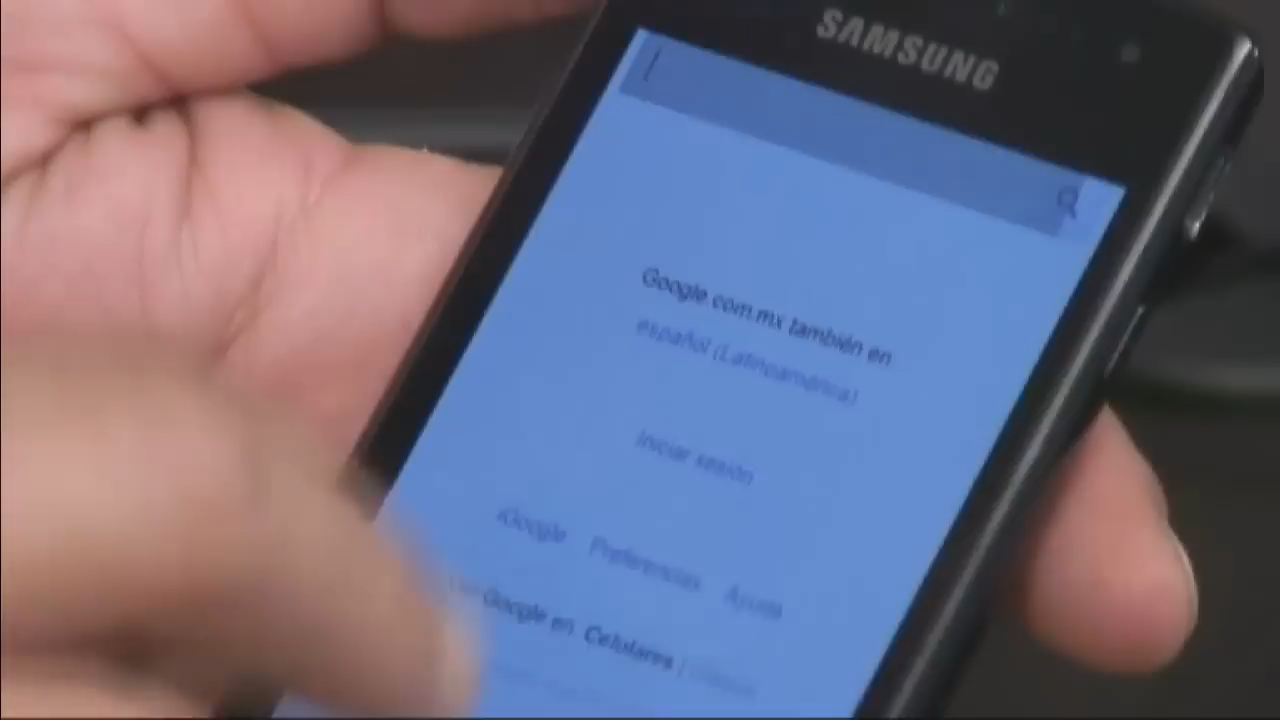 SAMSUNG
Google.com.mx también en
español (Latinoamérica)
Iniciar sesión
iGoogle Preferencias Ayuda
Google en: Celulares |